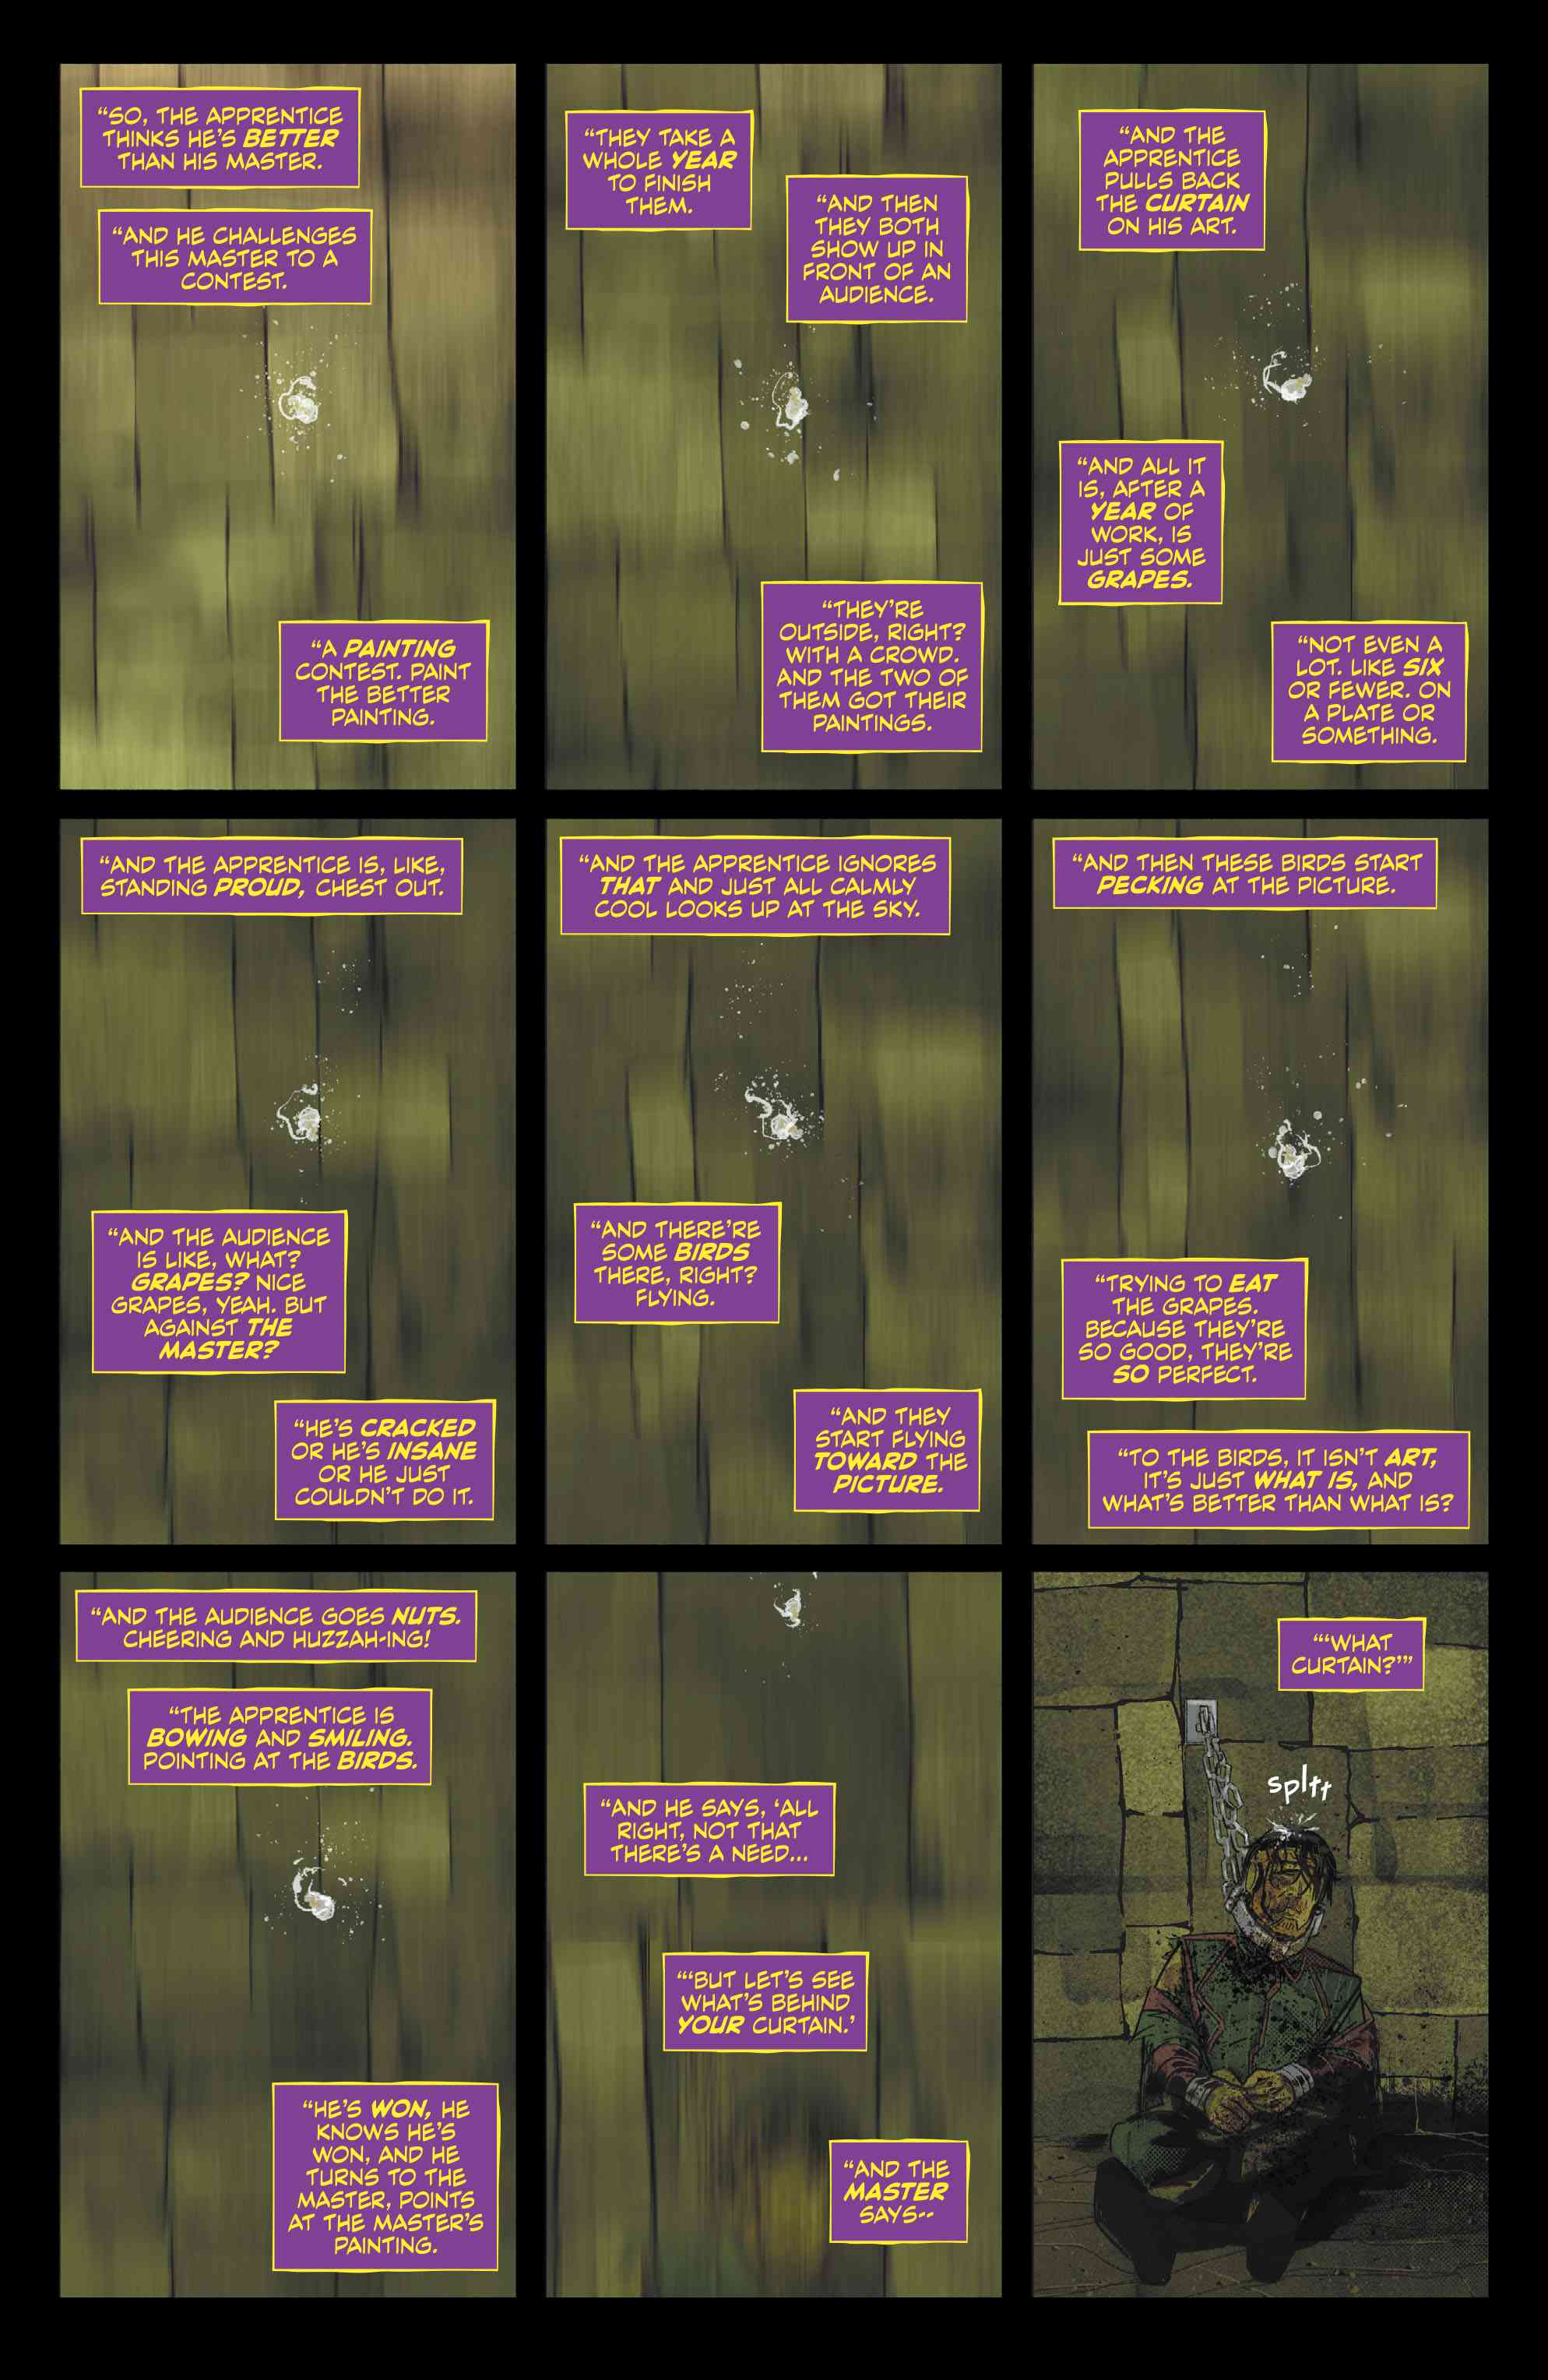 “SO, THE APPRENTICE
THINKS HE’S BETTER
THAN HIS MASTER.
“AND HE CHALLENGES
THIS MASTER TO A
CONTEST.
“A PAINTING
CONTEST. PAINT
THE BETTER
PAINTING.
“THEY TAKE A
WHOLE YEAR
TO FINISH
THEM.
“AND THEN
THEY BOTH
SHOW UP IN
FRONT OF AN
AUDIENCE.
“THEY’RE
OUTSIDE, RIGHT?
WITH A CROWD.
AND THE TWO OF
THEM GOT THEIR
PAINTINGS.
“AND THE
APPRENTICE
PULLS BACK
THE CURTAIN
ON HIS ART.
“AND ALL IT
IS, AFTER A
YEAR OF
WORK, IS
JUST SOME
GRAPES.
“NOT EVEN A
LOT. LIKE SIX
OR FEWER. ON
A PLATE OR
SOMETHING.
“AND THE APPRENTICE IS, LIKE,
STANDING PROUD, CHEST OUT.
“AND THE AUDIENCE
IS LIKE, WHAT?
GRAPES? NICE
GRAPES, YEAH. BUT
AGAINST THE
MASTER?
“HE’S CRACKED
OR HE’S INSANE
OR HE JUST
COULDN’T DO IT.
“AND THE APPRENTICE IGNORES
THAT AND JUST ALL CALMLY
COOL LOOKS UP AT THE SKY.
“AND THERE’RE
SOME BIRDS
THERE, RIGHT?
FLYING.
“AND THEY
START FLYING
TOWARD THE
PICTURE.
“AND THEN THESE BIRDS START
PECKING AT THE PICTURE.
“TRYING TO EAT
THE GRAPES.
BECAUSE THEY’RE
SO GOOD, THEY’RE
SO PERFECT.
“TO THE BIRDS, IT ISN’T ART,
IT’S JUST WHAT IS, AND
WHAT’S BETTER THAN WHAT IS?
“AND THE AUDIENCE GOES NUTS.
CHEERING AND HUZZAH-ING!
“THE APPRENTICE IS
BOWING AND SMILING.
POINTING AT THE BIRDS.
“HE’S WON, HE
KNOWS HE’S
WON, AND HE
TURNS TO THE
MASTER, POINTS
AT THE MASTER’S
PAINTING.
“AND HE SAYS, ‘ALL
RIGHT, NOT THAT
THERE’S A NEED...
“‘BUT LET’S SEE
WHAT’S BEHIND
YOUR CURTAIN.’
“AND THE
MASTER
SAYS--
“‘WHAT
CURTAIN?’”
spltt